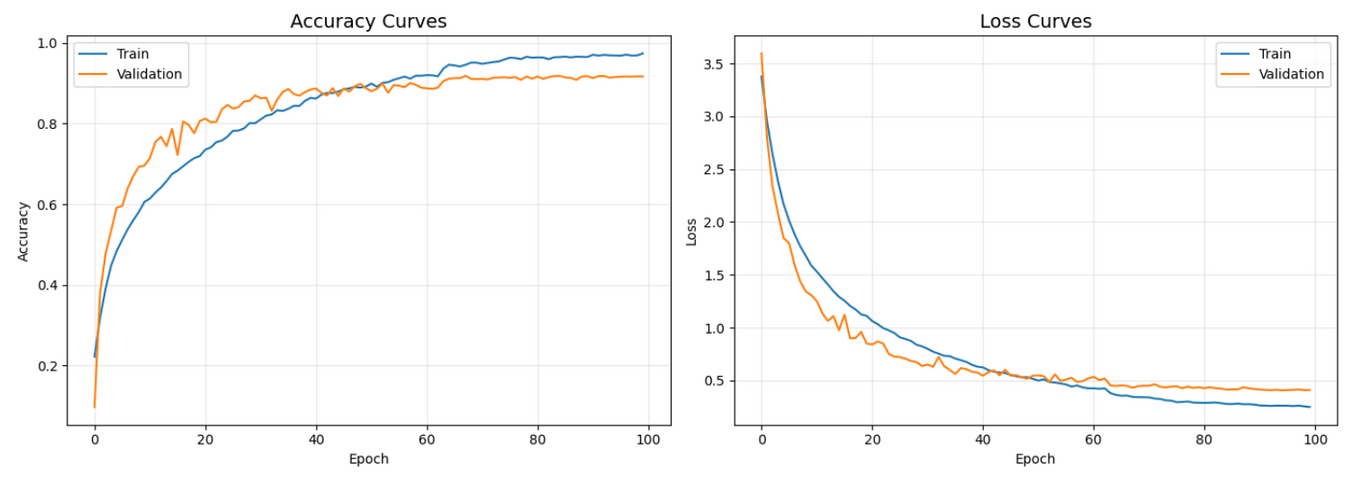 Accuracy Curves
Train
Validation
Accuracy
1.0
0.8
0.6
0.4
0.2
0 20 40 60 80 100
Epoch
Loss Curves
Train
Validation
Loss
3.5
3.0
2.5
2.0
1.5
1.0
0.5
0 20 40 60 80 100
Epoch